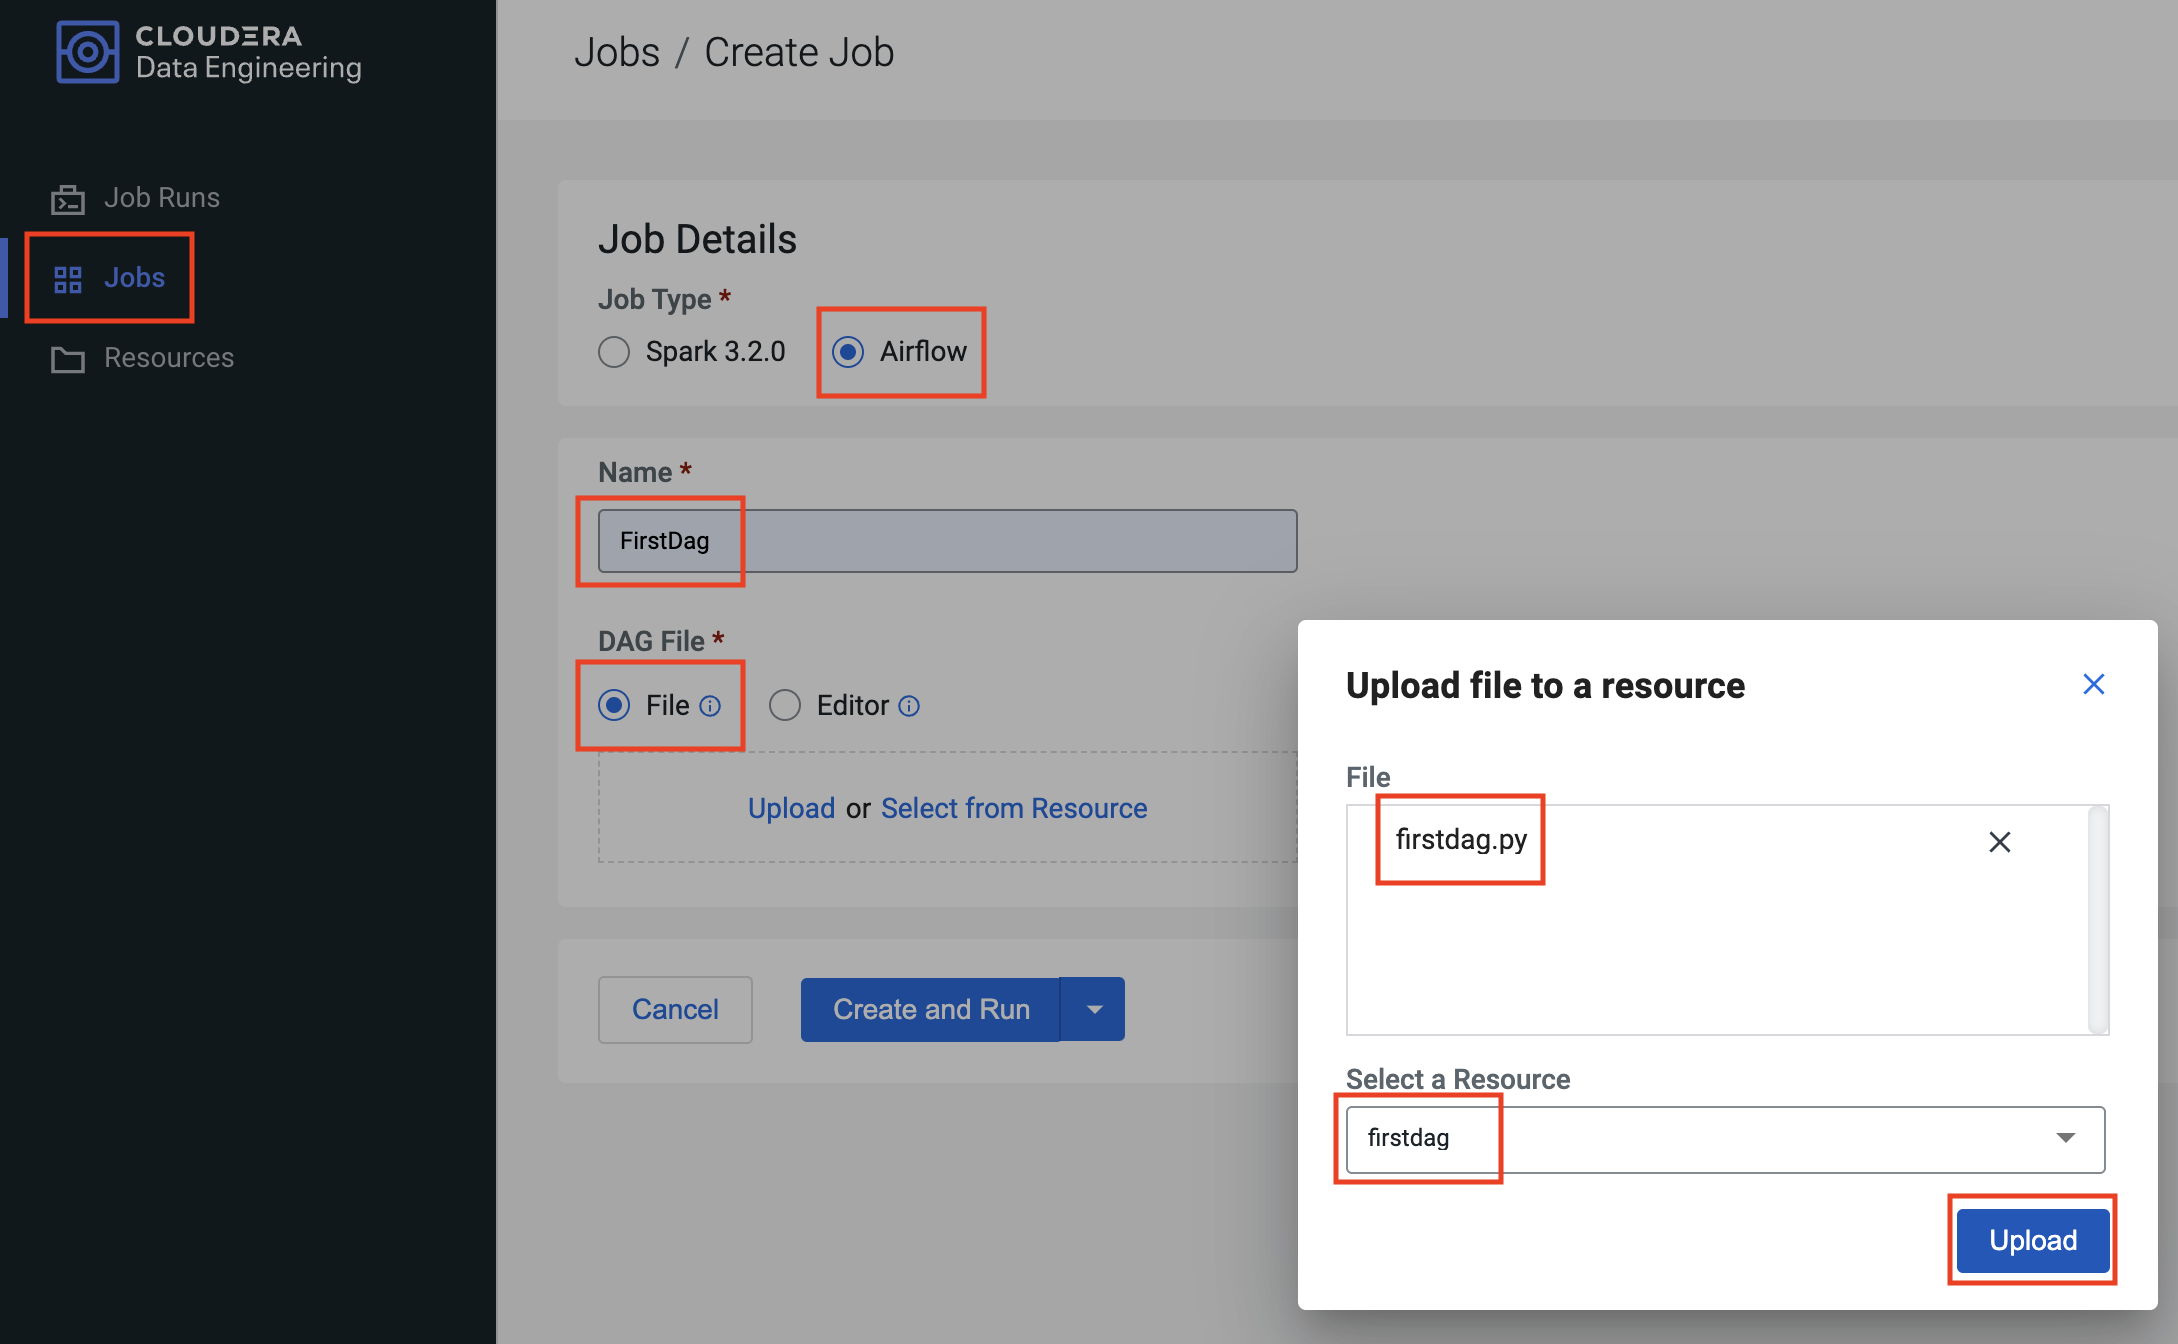 CLOUDERA
Data Engineering
Job Runs
Jobs
Resources
Jobs / Create Job
Job Details
Job Type *
Spark 3.2.0 Airflow
Name *
FirstDag
DAG File *
File Editor
Upload or Select from Resource
Cancel Create and Run
Upload file to a resource
File
firstdag.py
Select a Resource
firstdag
Upload